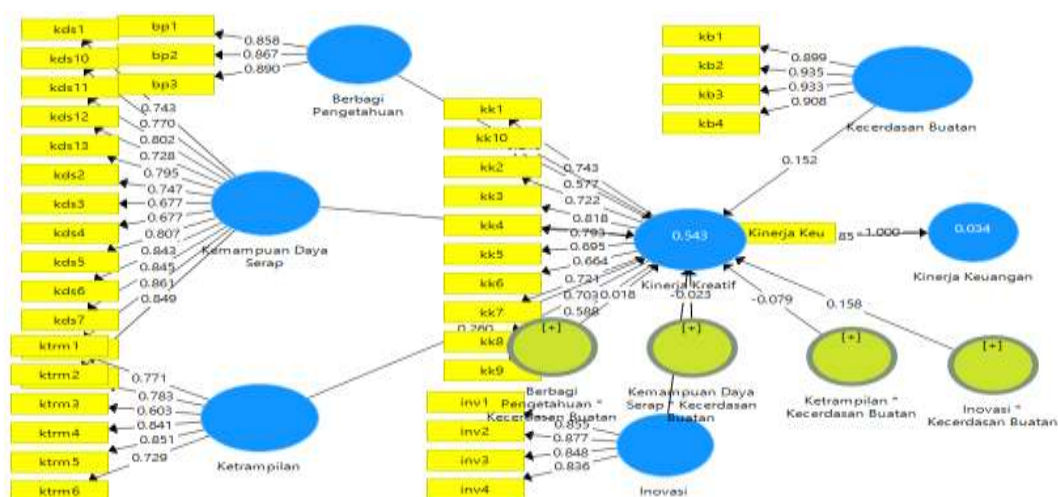 kds1
kds10
kds11
kds12
kds13
kds2
kds3
kds4
kds5
kds6
kds7
0.743
0.770
0.802
0.728
0.795
0.747
0.677
0.677
0.807
0.843
0.845
0.861
0.849
Kemampuan Daya
Serap
bp1
bp2
bp3
0.858
0.867
0.890
Berbagi
Pengetahuan
kb1
kb2
kb3
kb4
0.899
0.935
0.933
0.908
Kecerdasan Buatan
0.152
kk1
kk10
kk2
kk3
kk4
kk5
kk6
kk7
kk8
kk9
0.743
0.577
0.722
0.818
0.793
0.695
0.664
0.721
0.703
0.588
0.543
Kinerja Kreatif
Kinerja Keu
85
1.000
0.034
Kinerja Keuangan
0.018
-0.023
-0.079
0.158
0.260
[+]
Berbagi
Pengetahuan *
Kecerdasan Buatan
[+]
Kemampuan Daya
Serap * Kecerdasan
Buatan
[+]
Ketrampilan *
Kecerdasan Buatan
[+]
Inovasi *
Kecerdasan Buatan
ktrm1
ktrm2
ktrm3
ktrm4
ktrm5
ktrm6
0.771
0.783
0.603
0.841
0.851
0.729
Ketrampilan
inv1
inv2
inv3
inv4
0.855
0.877
0.848
0.836
Inovasi